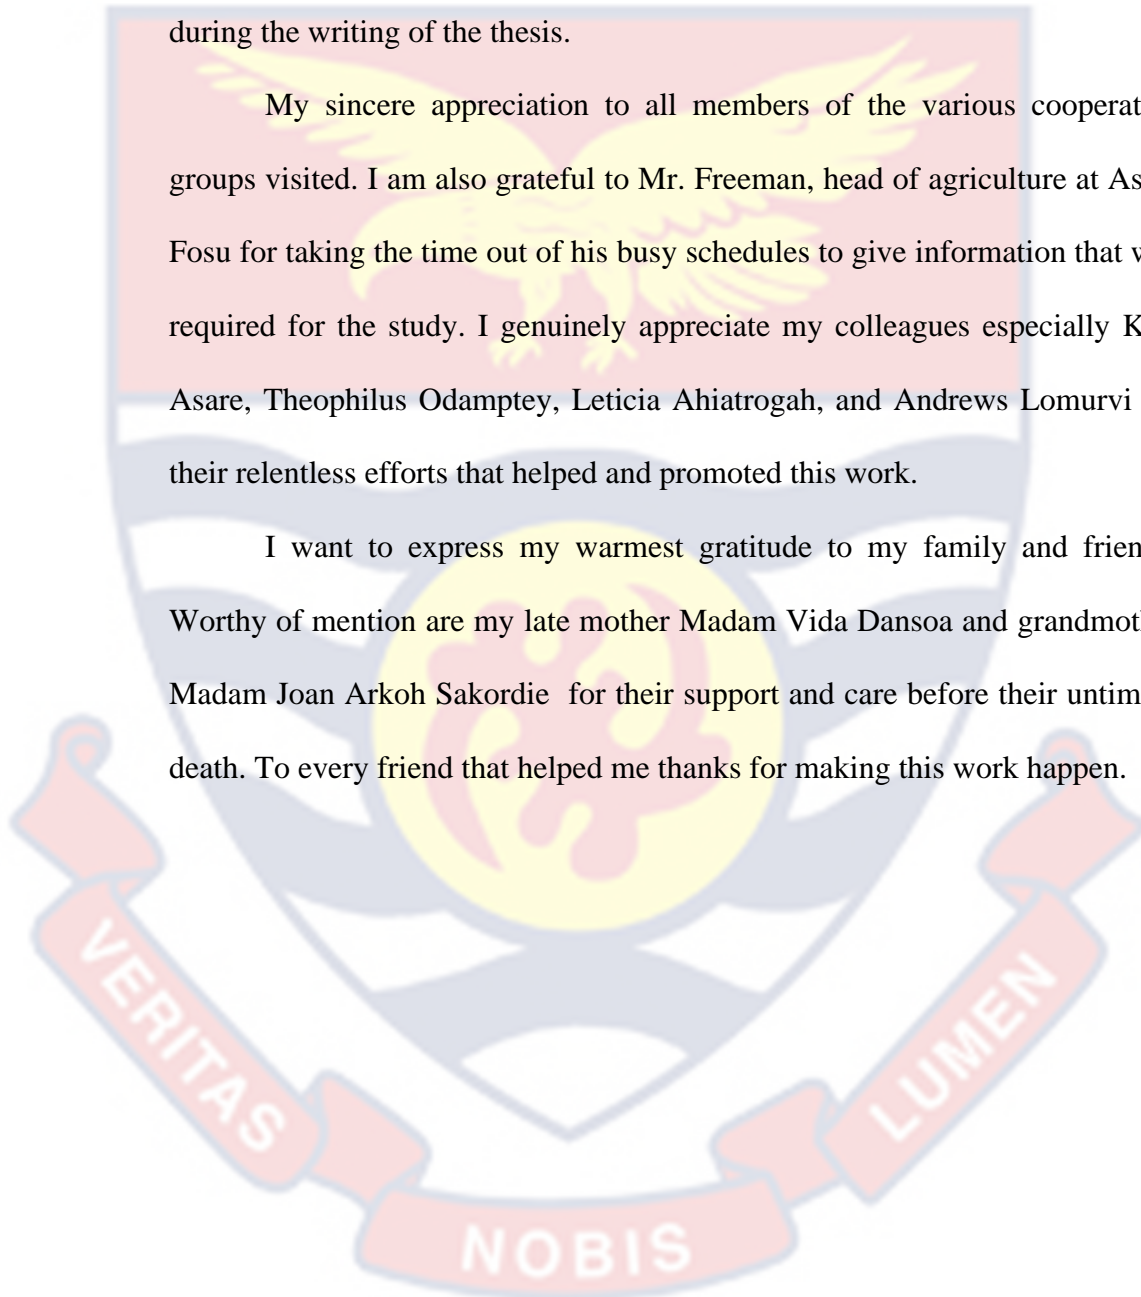 during the writing of the thesis.
My sincere appreciation to all members of the various cooperat
groups visited. I am also grateful to Mr. Freeman, head of agriculture at As
Fosu for taking the time out of his busy schedules to give information that w
required for the study. I genuinely appreciate my colleagues especially K
Asare, Theophilus Odamptey, Leticia Ahiatrogah, and Andrews Lomurvi
their relentless efforts that helped and promoted this work.
I want to express my warmest gratitude to my family and frien
Worthy of mention are my late mother Madam Vida Dansoa and grandmot
Madam Joan Arkoh Sakordie for their support and care before their untim
death. To every friend that helped me thanks for making this work happen.
VERITAS
NOBIS
LUMEN